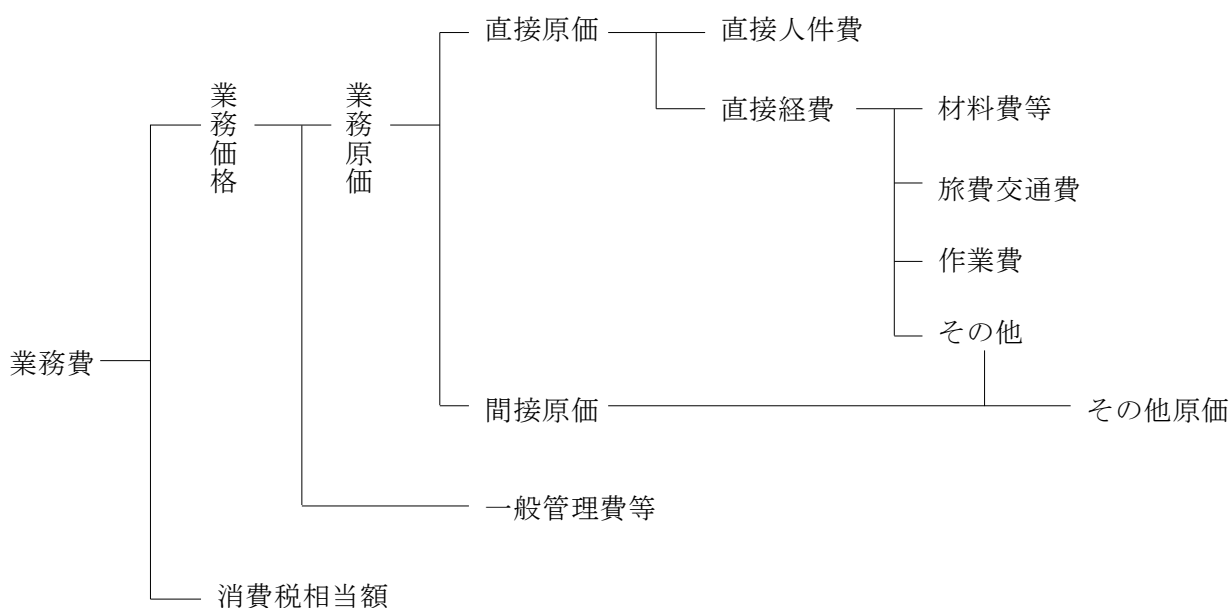 業務費
業務価格
業務原価
直接原価
直接人件費
直接経費
材料費等
旅費交通費
作業費
その他
間接原価
その他原価
一般管理費等
消費税相当額